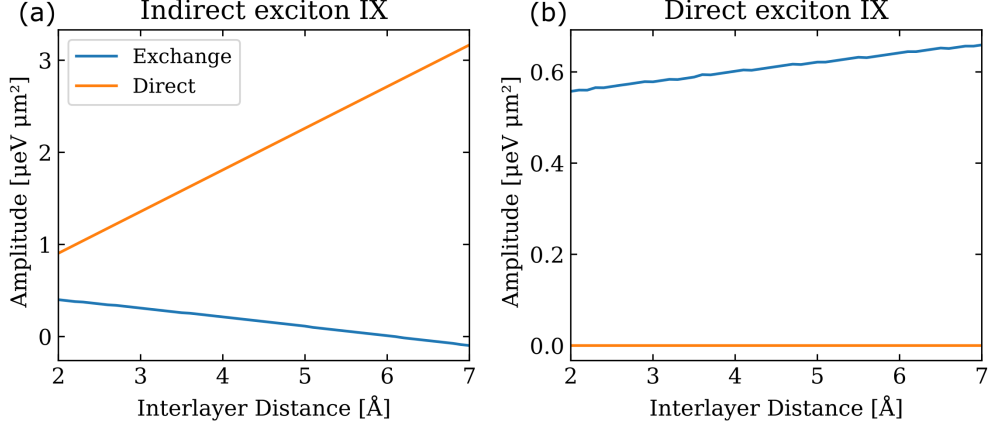 (a)
Indirect exciton IX
Exchange
Direct
3
2
1
0
Amplitude [µeV µm²]
2 3 4 5 6 7
Interlayer Distance [Å]
(b)
Direct exciton IX
0.6
0.4
0.2
0.0
Amplitude [µeV µm²]
2 3 4 5 6 7
Interlayer Distance [Å]